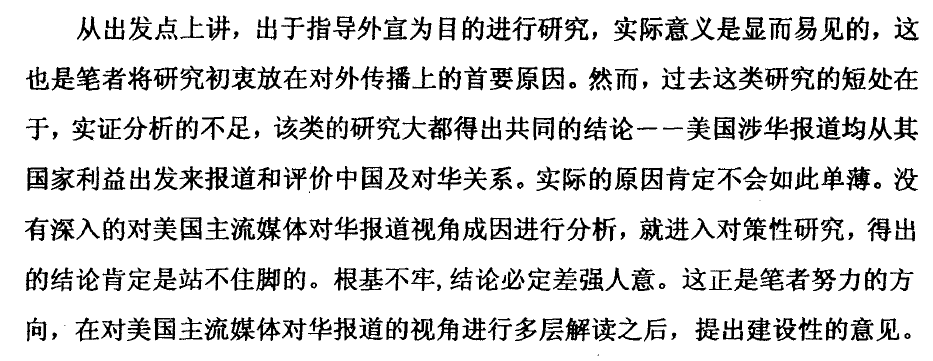 从出发点上讲，出于指导外宣为目的进行研究，实际意义是显而易见的，这
也是笔者将研究初衷放在对外传播上的首要原因。然而，过去这类研究的短处在
于，实证分析的不足，该类的研究大都得出共同的结论——美国涉华报道均从其
国家利益出发来报道和评价中国及对华关系。实际的原因肯定不会如此单薄。没
有深入的对美国主流媒体对华报道视角成因进行分析，就进入对策性研究，得出
的结论肯定是站不住脚的。根基不牢,结论必定差强人意。这正是笔者努力的方
向，在对美国主流媒体对华报道的视角进行多层解读之后，提出建设性的意见。